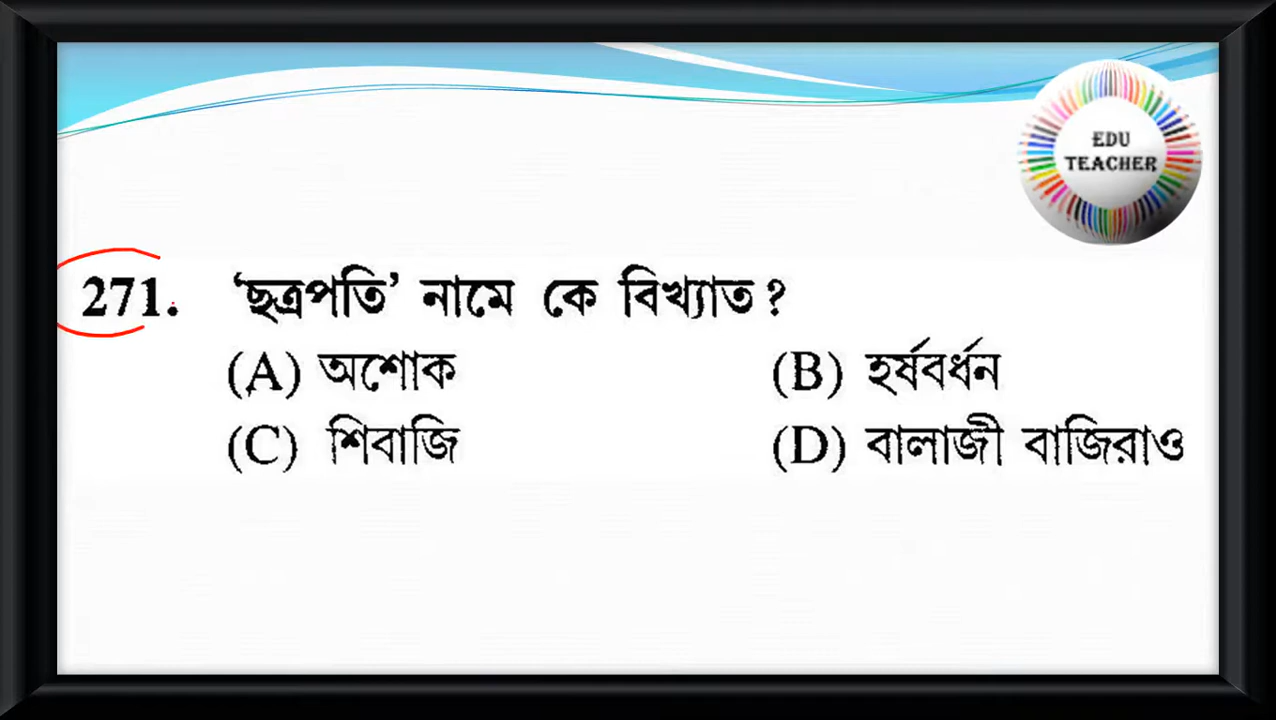 EDU
TEACHER
271. ‘ছত্রপতি’ নামে কে বিখ্যাত?
(A) অশোক (B) হর্ষবর্ধন
(C) শিবাজি (D) বালাজী বাজিরাও